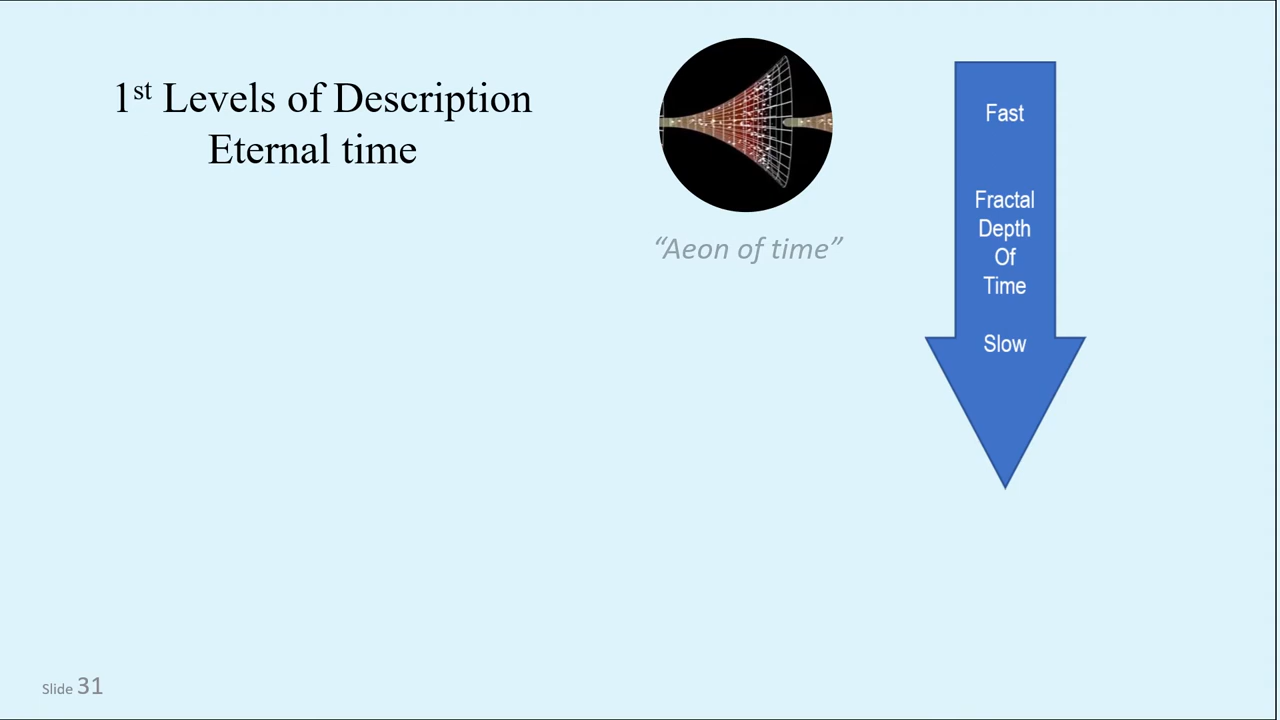 1st Levels of Description
Eternal time
“Aeon of time”
Fast
Fractal
Depth
Of
Time
Slow
Slide 31